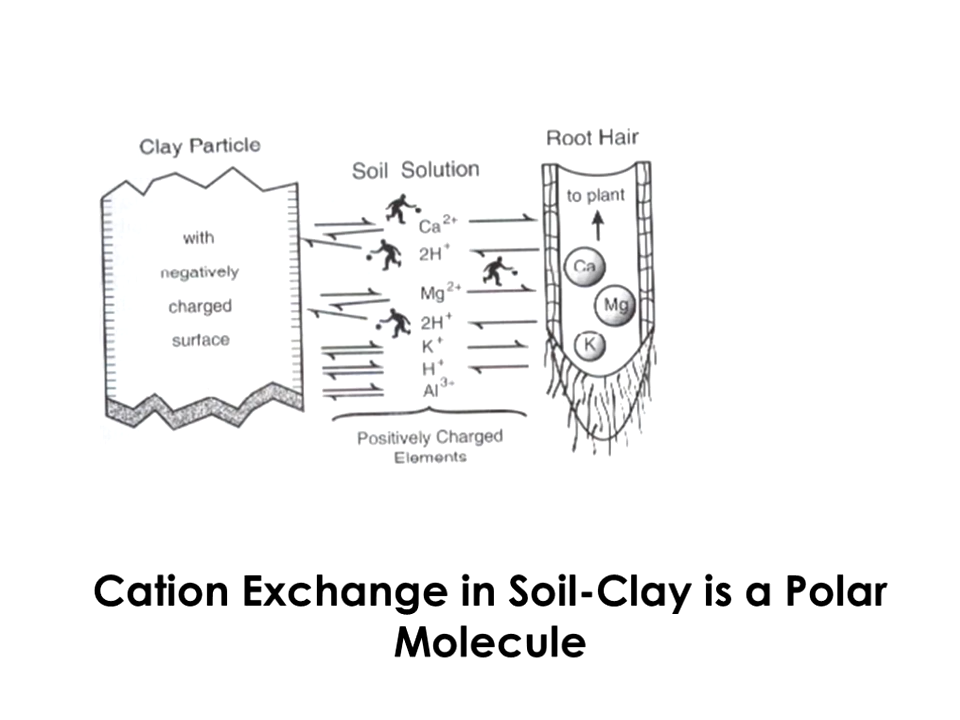 Clay Particle
with
negatively
charged
surface
Soil Solution
Ca2+
2H+
Mg2+
2H+
K+
H+
Al3+
Positively Charged
Elements
Root Hair
to plant
Ca
Mg
K
Cation Exchange in Soil-Clay is a Polar
Molecule